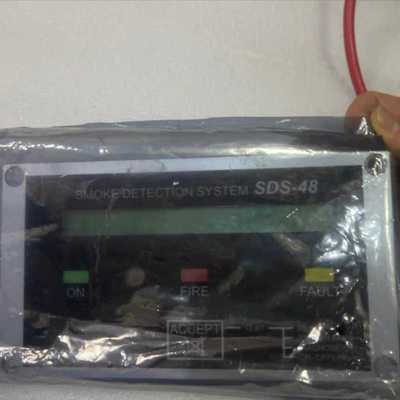 SMOKE DETECTION SYSTEM SDS-48
ON FIRE FAULT
ACCEPT